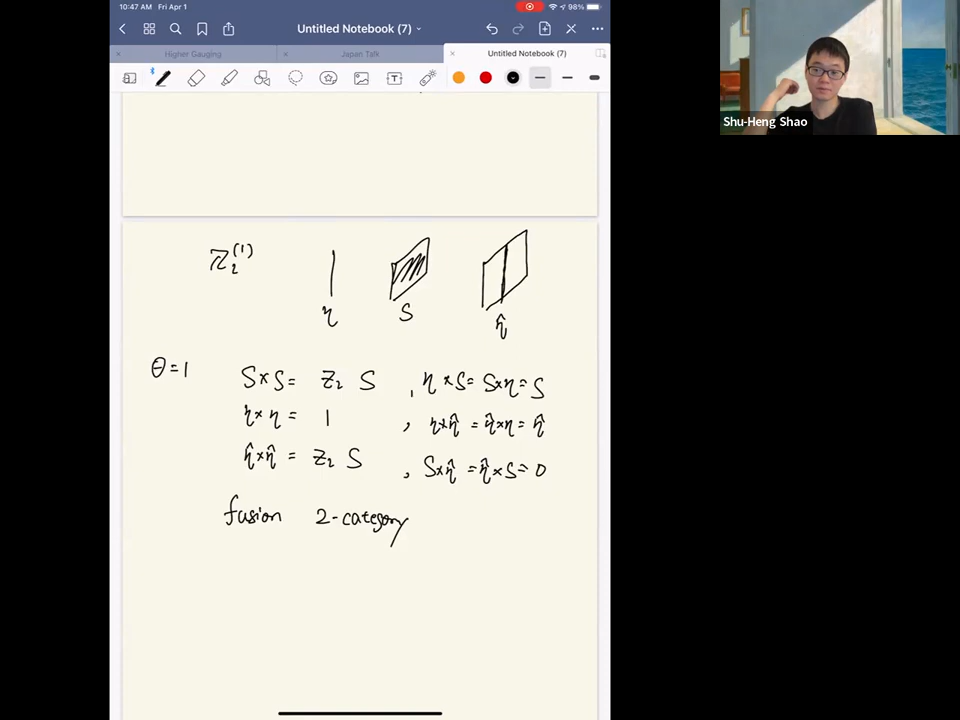 10:47 AM Fri Apr 1
98%
Untitled Notebook (7)
Higher Gauging
Japan Talk
Untitled Notebook (7)
Shu-Heng Shao
ℤ₂⁽¹⁾
η
S
η̂
θ=1
S×S= Z₂ S , η×S=S×η=S
η×η= 1 , η×η̂ =η̂×η= η̂
η̂×η̂= Z₂ S , S×η̂ =η̂×S=0
fusion 2-category